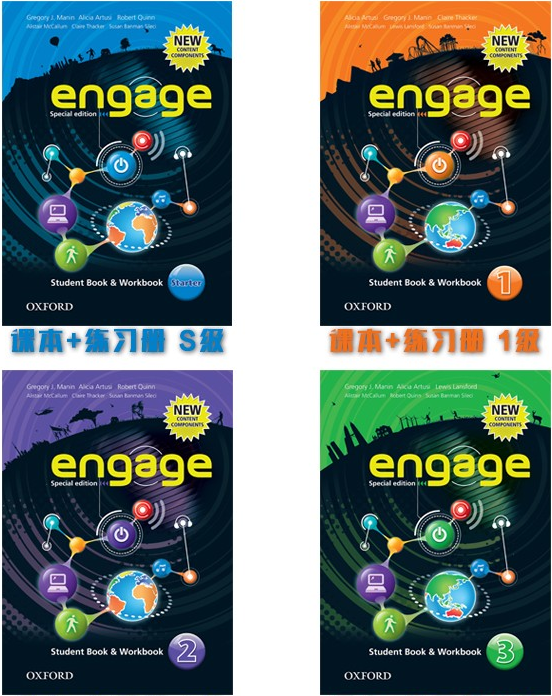 Gregory J. Manin Alicia Artusi Robert Quinn
Alistair McCallum Claire Thacker Susan Banman Sileci
NEW
CONTENT
COMPONENTS
engage
Special edition
Student Book & Workbook Starter
OXFORD
课本+练习册 S级
Alicia Artusi Gregory J. Manin Claire Thacker
Alistair McCallum Lewis Lansford Susan Banman Sileci
NEW
CONTENT
COMPONENTS
engage
Special edition
Student Book & Workbook 1
OXFORD
课本+练习册 1级
Gregory J. Manin Alicia Artusi Robert Quinn
Alistair McCallum Claire Thacker Susan Banman Sileci
NEW
CONTENT
COMPONENTS
engage
Special edition
Student Book & Workbook 2
OXFORD
Gregory J. Manin Alicia Artusi Lewis Lansford
Alistair McCallum Robert Quinn Susan Banman Sileci
NEW
CONTENT
COMPONENTS
engage
Special edition
Student Book & Workbook 3
OXFORD